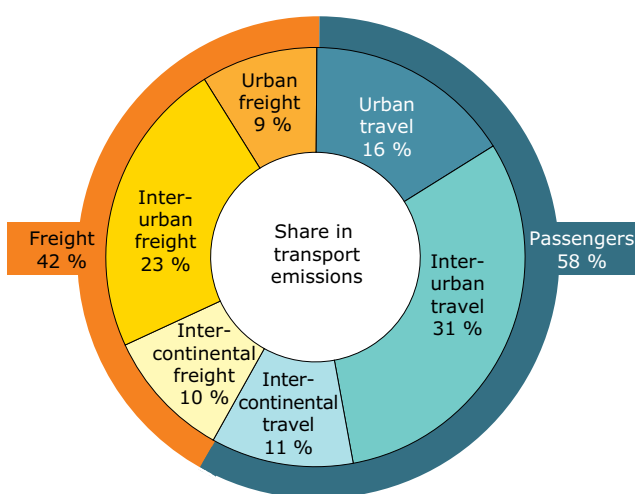 Urban
freight
9 %
Urban
travel
16 %
Inter-
urban
freight
23 %
Share in
transport
emissions
Inter-
urban
travel
31 %
Freight
42 %
Passengers
58 %
Inter-
continental
freight
10 %
Inter-
continental
travel
11 %